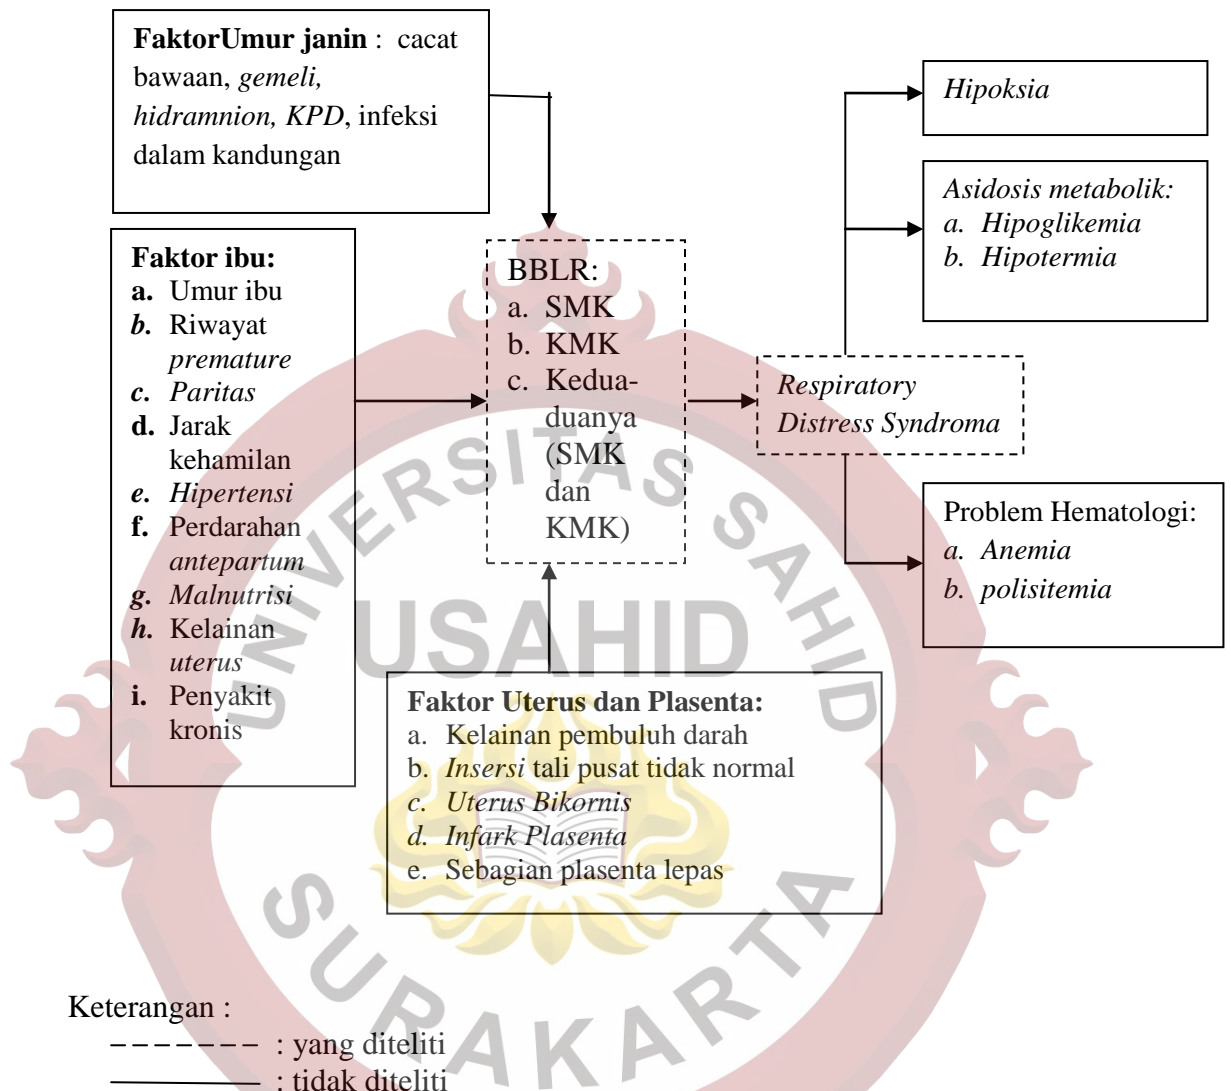 FaktorUmur janin : cacat
bawaan, gemeli,
hidramnion, KPD, infeksi
dalam kandungan
Faktor ibu:
a. Umur ibu
b. Riwayat
premature
c. Paritas
d. Jarak
kehamilan
e. Hipertensi
f. Perdarahan
antepartum
g. Malnutrisi
h. Kelainan
uterus
i. Penyakit
kronis
BBLR:
a. SMK
b. KMK
c. Kedua-
duanya
(SMK
dan
KMK)
Faktor Uterus dan Plasenta:
a. Kelainan pembuluh darah
b. Insersi tali pusat tidak normal
c. Uterus Bikornis
d. Infark Plasenta
e. Sebagian plasenta lepas
Respiratory
Distress Syndroma
Hipoksia
Asidosis metabolik:
a. Hipoglikemia
b. Hipotermia
Problem Hematologi:
a. Anemia
b. polisitemia
Keterangan :
: yang diteliti
: tidak diteliti
UNIVERSITAS SAHID
USAHID
SURAKARTA